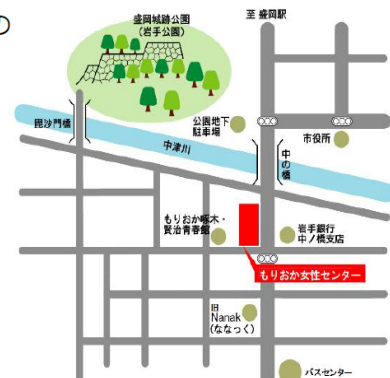 の
盛岡城跡公園
(岩手公園)
至 盛岡駅
公園地下
駐車場
毘沙門橋
中津川
中の橋
市役所
もりおか啄木・
賢治青春館
岩手銀行
中ノ橋支店
もりおか女性センター
旧
Nanak
(ななっく)
バスセンター